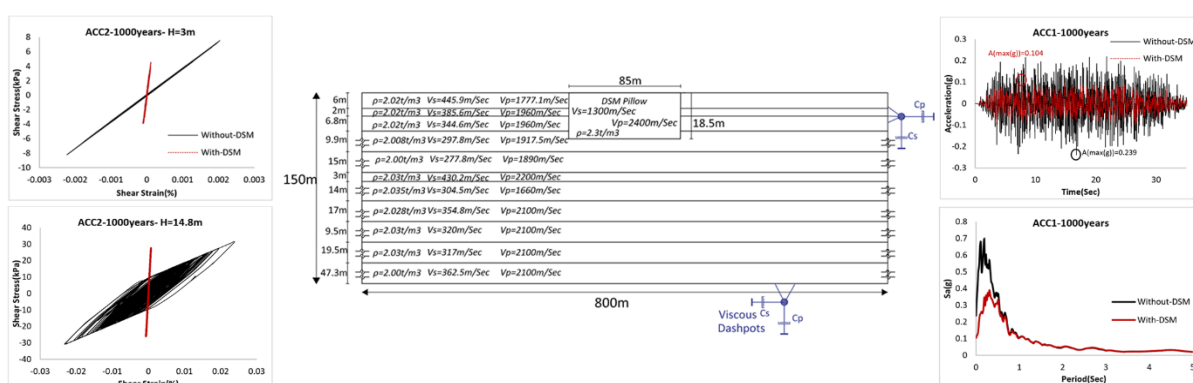 ACC2-1000years- H=3m
Shear Stress(kPa)
8
6
4
2
0
-2
-4
-6
-8
-10
-0.003 -0.002 -0.001 0 0.001 0.002 0.003
Shear Strain(%)
Without-DSM
With-DSM
ACC2-1000years- H=14.8m
Shear Stress(kPa)
40
30
20
10
0
-10
-20
-30
-40
-0.03 -0.02 -0.01 0 0.01 0.02 0.03
Shear Strain(%)
Without-DSM
With-DSM
85m
6m ρ=2.02t/m3 Vs=445.9m/Sec Vp=1777.1m/Sec
2m ρ=2.02t/m3 Vs=385.6m/Sec Vp=1960m/Sec
6.8m ρ=2.02t/m3 Vs=344.6m/Sec Vp=1960m/Sec
9.9m ρ=2.008t/m3 Vs=297.8m/Sec Vp=1917.5m/Sec
15m ρ=2.00t/m3 Vs=277.8m/Sec Vp=1890m/Sec
3m ρ=2.03t/m3 Vs=430.2m/Sec Vp=2200m/Sec
14m ρ=2.035t/m3 Vs=304.5m/Sec Vp=1660m/Sec
17m ρ=2.028t/m3 Vs=354.8m/Sec Vp=2100m/Sec
9.5m ρ=2.03t/m3 Vs=320m/Sec Vp=2100m/Sec
19.5m ρ=2.03t/m3 Vs=317m/Sec Vp=2100m/Sec
47.3m ρ=2.00t/m3 Vs=362.5m/Sec Vp=2100m/Sec
150m
DSM Pillow
Vs=1300m/Sec
Vp=2400m/Sec
ρ=2.3t/m3
18.5m
Cp
Cs
800m
Viscous
Dashpots
Cs
Cp
ACC1-1000years
Acceleration(g)
0.3
0.2
0.1
0
-0.1
-0.2
-0.3
0 10 20 30
Time(Sec)
A(max(g))=0.104
A(max(g))=0.239
Without-DSM
With-DSM
ACC1-1000years
Sa(g)
0.8
0.7
0.6
0.5
0.4
0.3
0.2
0.1
0
0 1 2 3 4 5
Period(Sec)
Without-DSM
With-DSM